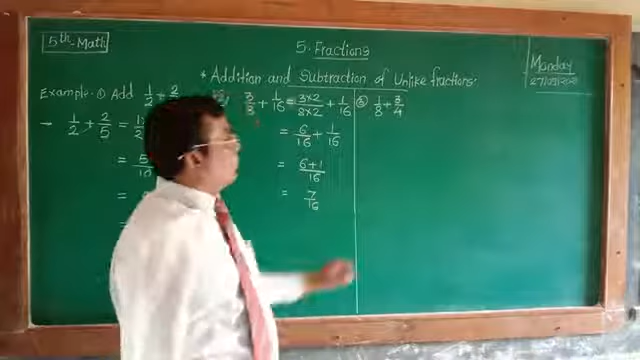 5th-Math
5. Fractions
Monday
* Addition and Subtraction of Unlike fractions:
Example-① Add 1/2 + 2/
→ 1/2 + 2/5 = 1
= 5/10
=
=
3/8 + 1/16 = 3×2/8×2 + 1/16
= 6/16 + 1/16
= 6+1/16
= 7/16
③ 1/8 + 3/4